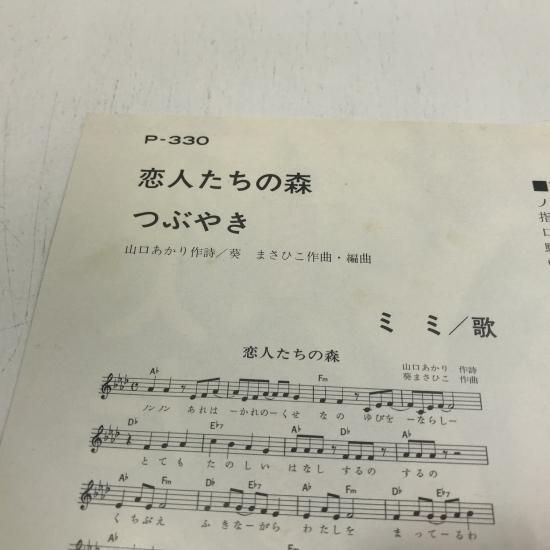 P-330
恋人たちの森
つぶやき
山口あかり作詩/葵 まさひこ作曲・編曲
ミ ミ/歌
恋人たちの森
山口あかり 作詩
葵まさひこ 作曲
A♭ Fm
ノンノン あれは ーかれのーくせ なの ゆびを ーならしー
D♭ E♭7 A♭ D♭ A♭
とても たのしい はなし するの するの
A♭ Fm D♭ E♭7 A♭ Fm D♭ B♭7
くちぶえ ふきなーがら わたしを まってーるわ